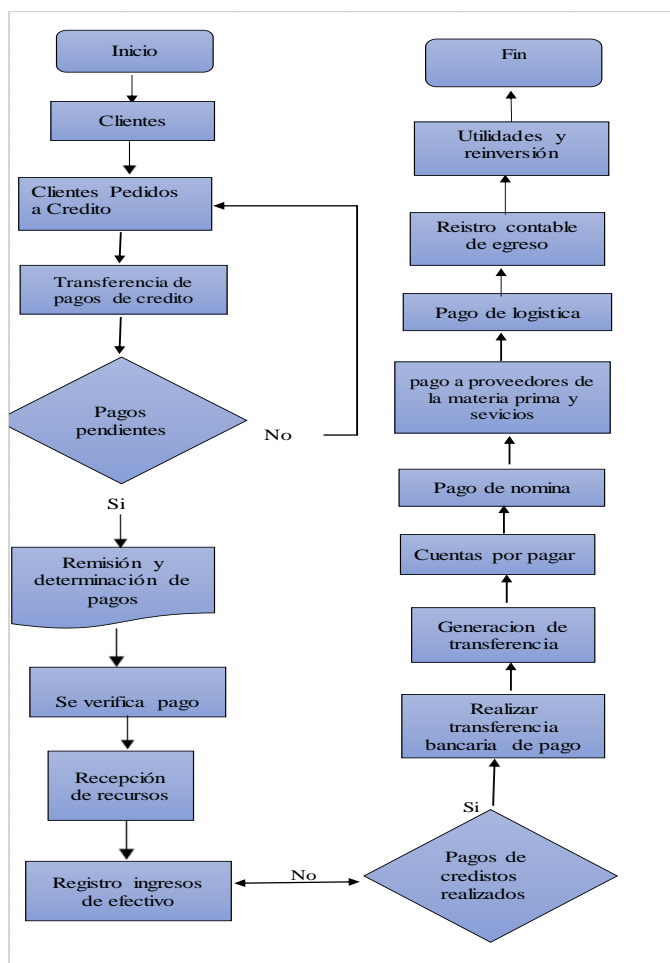 Inicio
Clientes
Clientes Pedidos
a Credito
Transferencia de
pagos de credito
Pagos
pendientes
No
Si
Remisión y
determinación de
pagos
Se verifica pago
Recepción
de recursos
Registro ingresos
de efectivo
No
Pagos de
credistos
realizados
Si
Realizar
transferencia
bancaria de pago
Generacion de
transferencia
Cuentas por pagar
Pago de nomina
pago a proveedores de
la materia prima y
sevicios
Pago de logistica
Reistro contable
de egreso
Utilidades y
reinversión
Fin